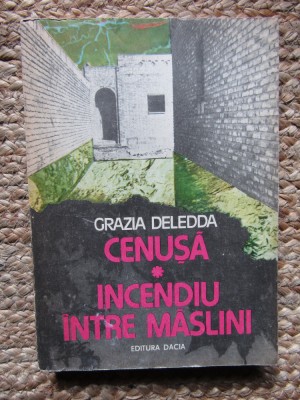 GRAZIA DELEDDA
CENUȘĂ
*
INCENDIU
ÎNTRE MĂSLINI
EDITURA DACIA